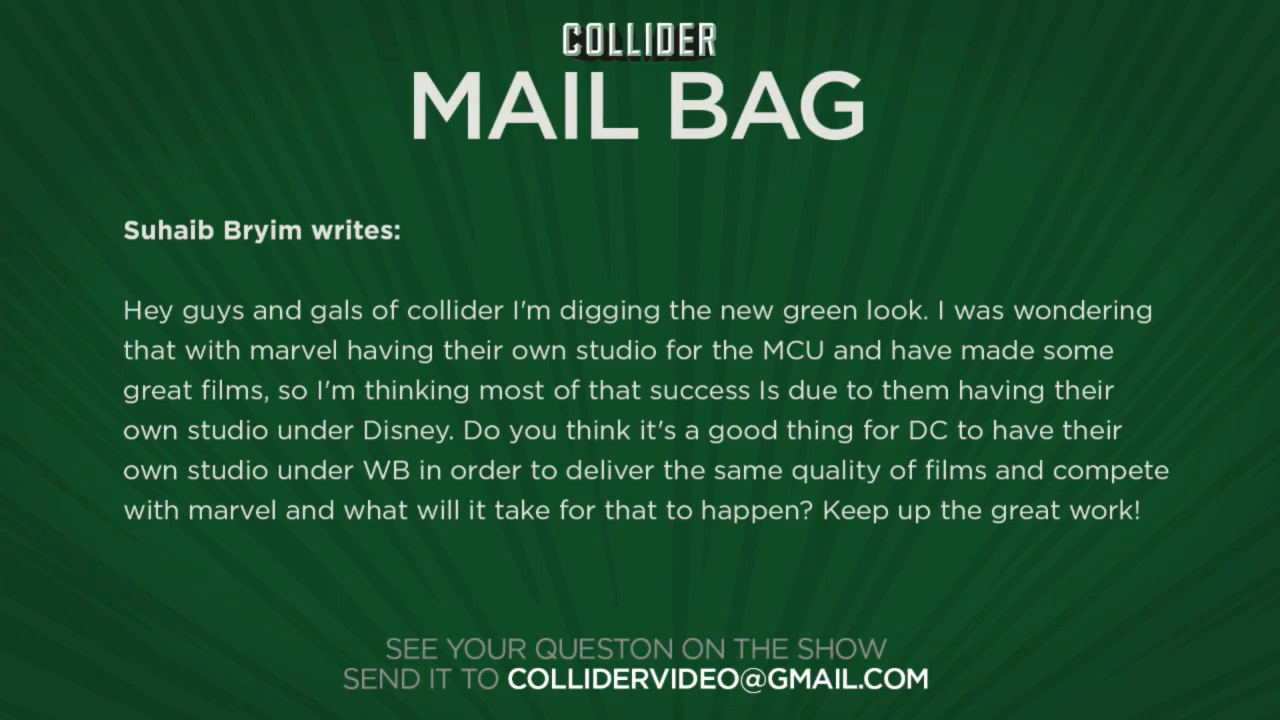 COLLIDER
MAIL BAG
Suhaib Bryim writes:
Hey guys and gals of collider I'm digging the new green look. I was wondering
that with marvel having their own studio for the MCU and have made some
great films, so I'm thinking most of that success Is due to them having their
own studio under Disney. Do you think it's a good thing for DC to have their
own studio under WB in order to deliver the same quality of films and compete
with marvel and what will it take for that to happen? Keep up the great work!
SEE YOUR QUESTON ON THE SHOW
SEND IT TO COLLIDERVIDEO@GMAIL.COM